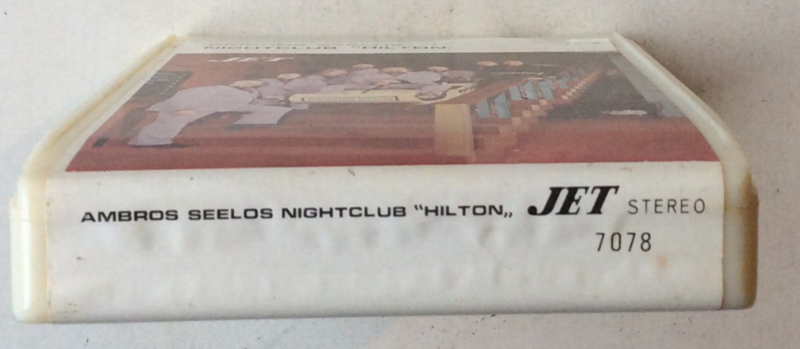 NIGHTCLUB "HILTON
JET
AMBROS SEELOS NIGHTCLUB “HILTON„ JET STEREO
7078